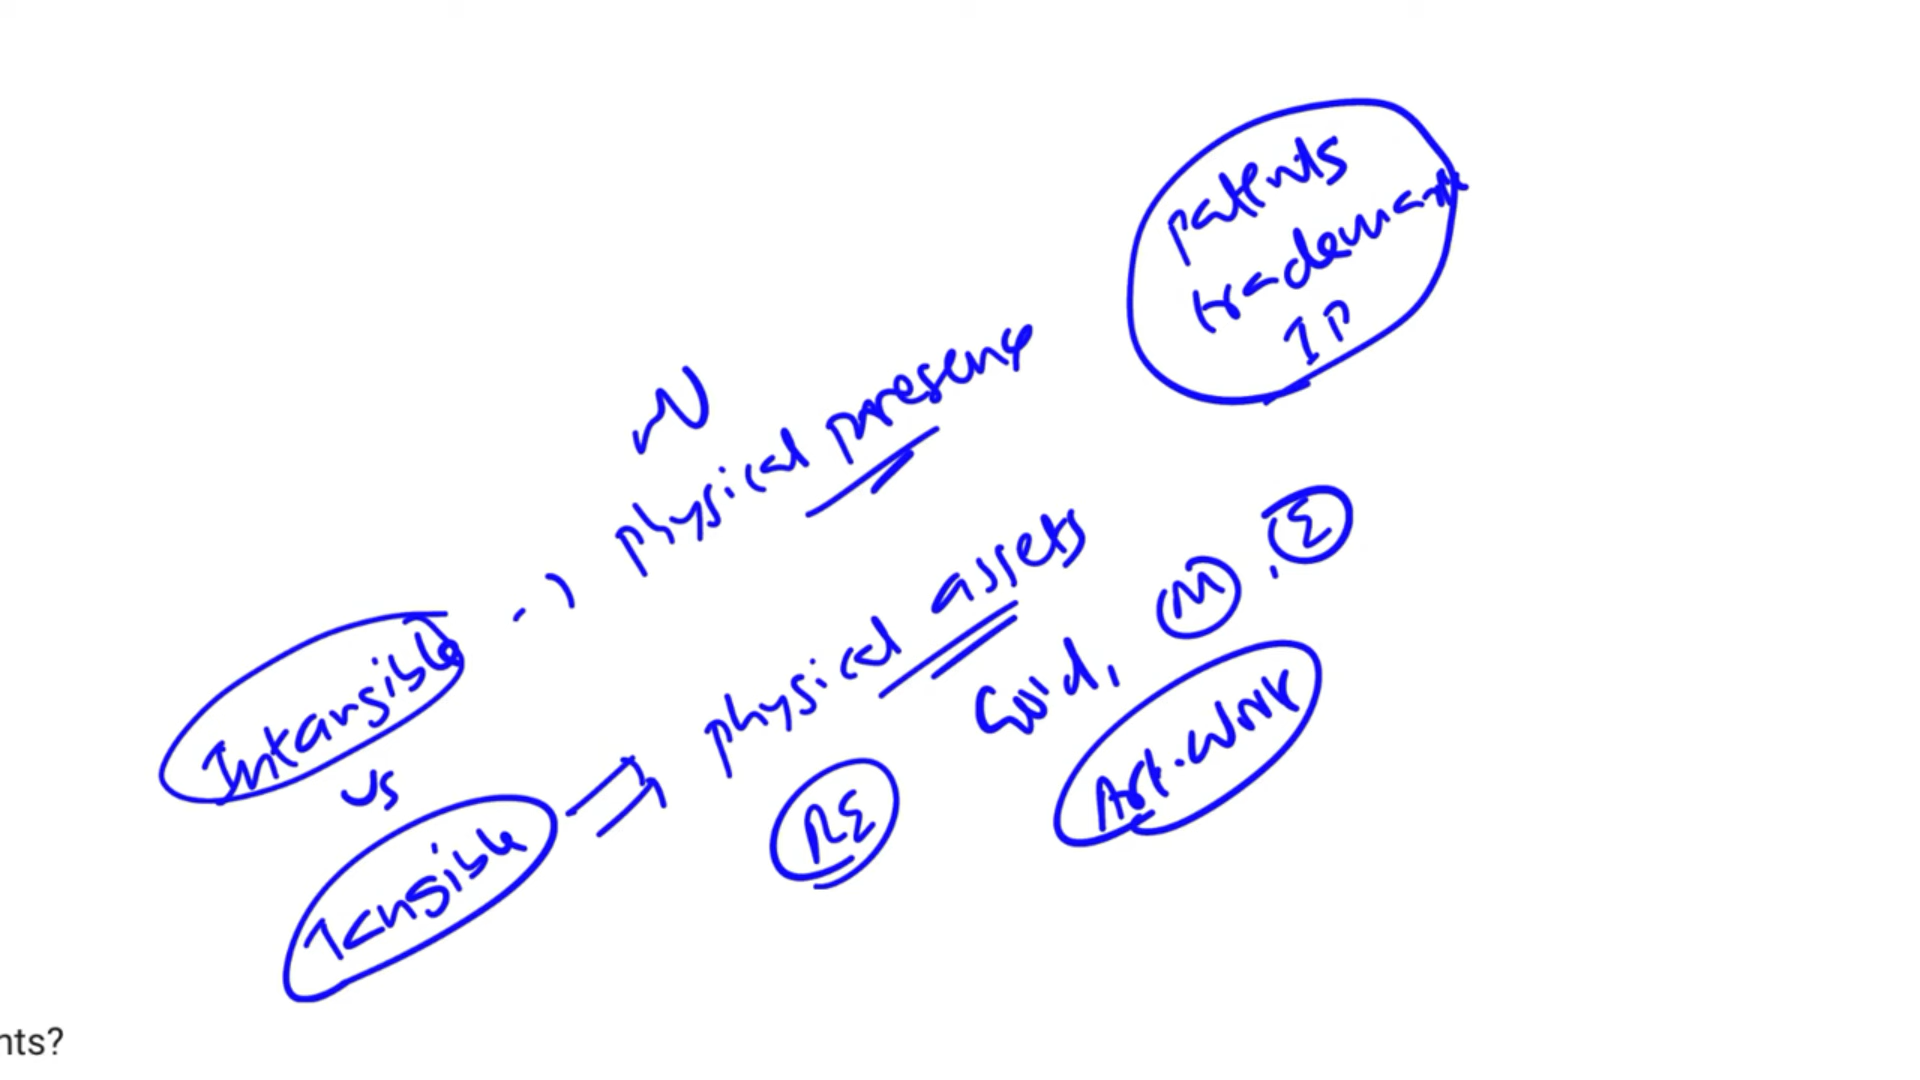 patents
trademark
IP
physical presence
Intangible
vs
Tangible
physical assets
Gold, M . E
RE
Art-work
nts?